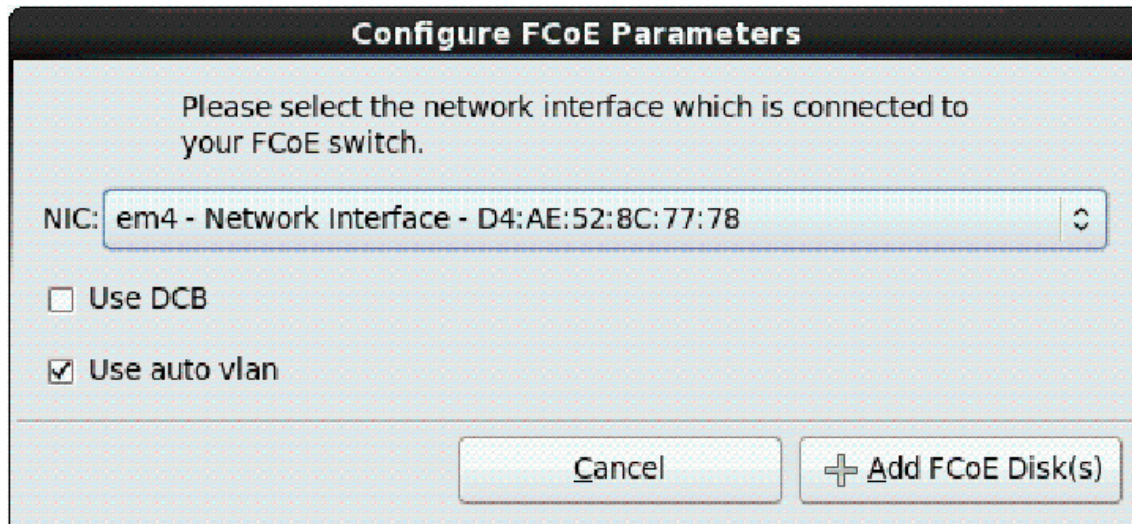 Configure FCoE Parameters
Please select the network interface which is connected to
your FCoE switch.
NIC: em4 - Network Interface - D4:AE:52:8C:77:78
Use DCB
Use auto vlan
Cancel
Add FCoE Disk(s)